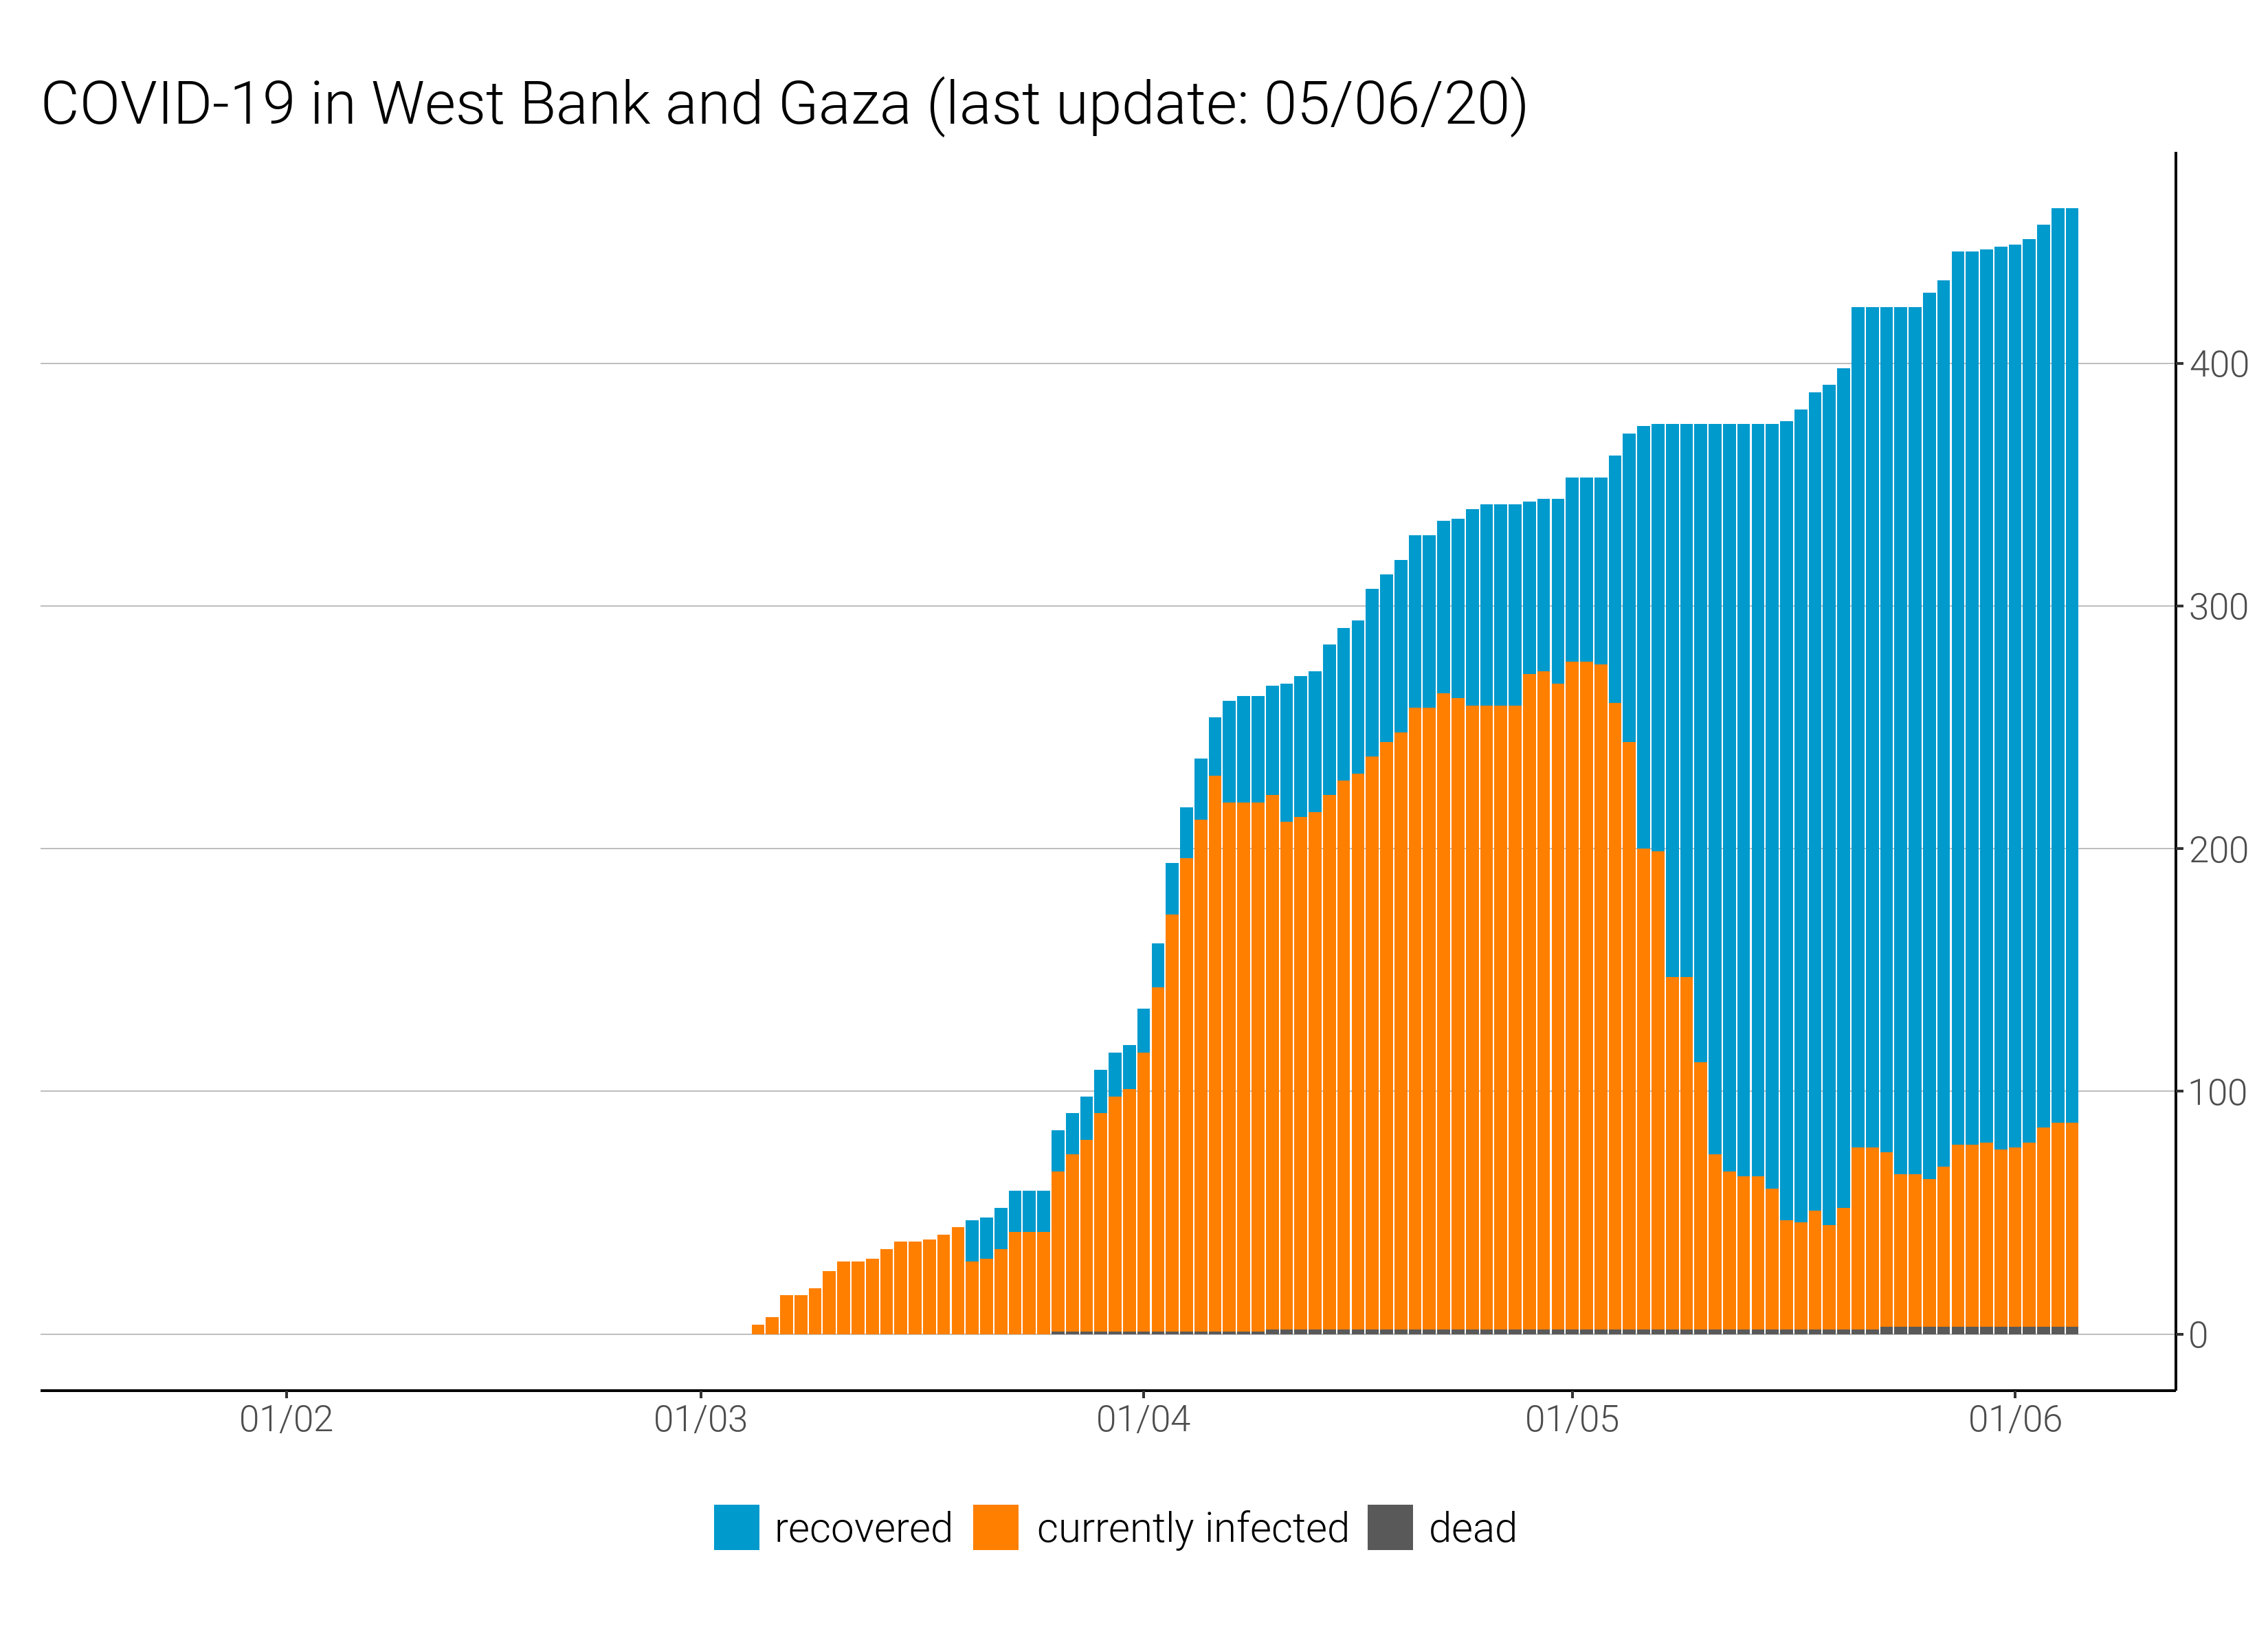 COVID-19 in West Bank and Gaza (last update: 05/06/20)
400
300
200
100
0
01/02 01/03 01/04 01/05 01/06
recovered currently infected dead